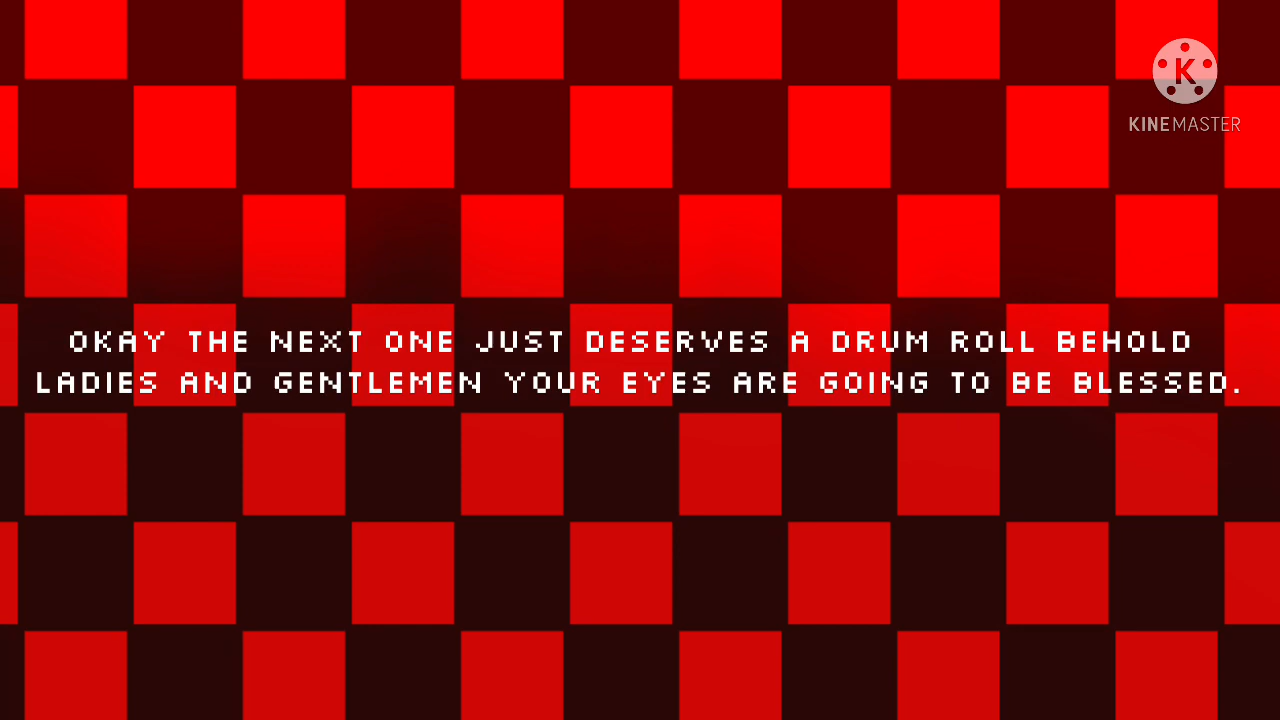 K
KINEMASTER
OKAY THE NEXT ONE JUST DESERVES A DRUM ROLL BEHOLD
LADIES AND GENTLEMEN YOUR EYES ARE GOING TO BE BLESSED.